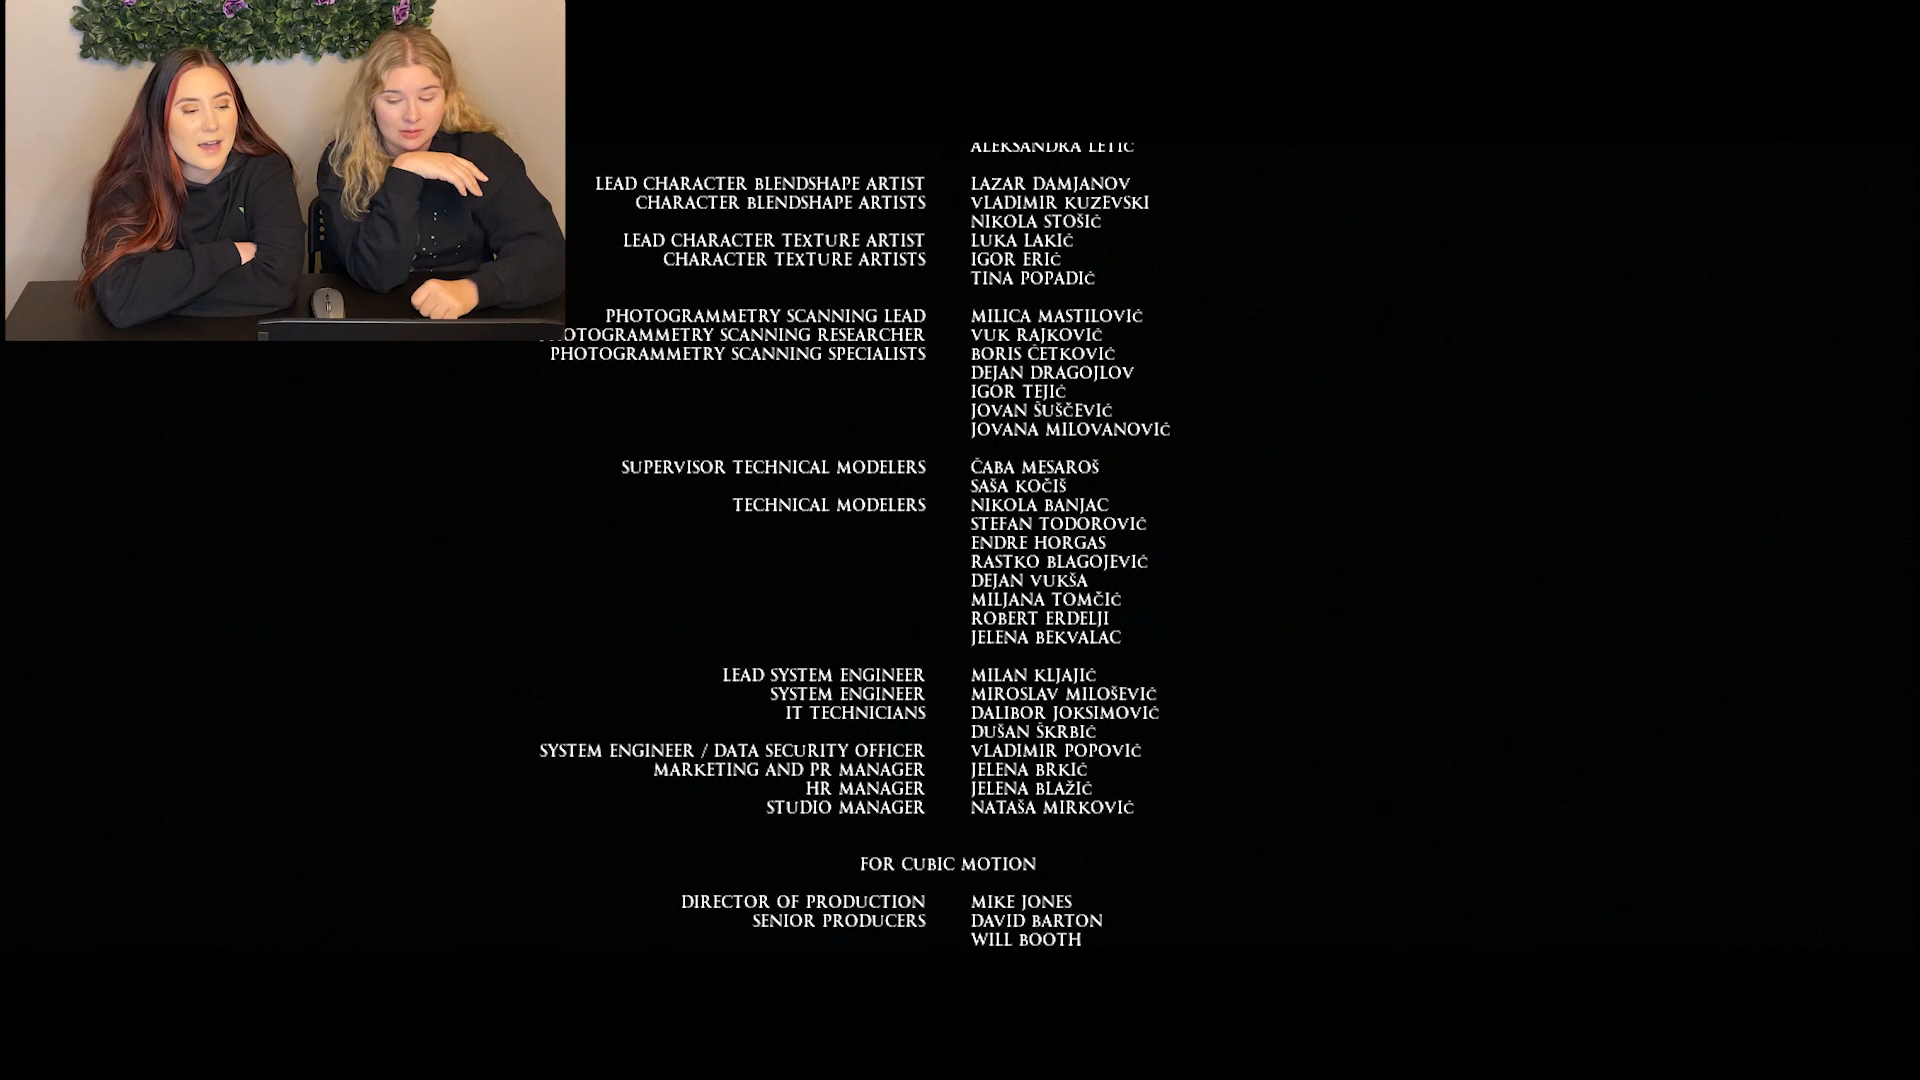 ALEKSANDRA LETIĆ
LEAD CHARACTER BLENDSHAPE ARTIST LAZAR DAMJANOV
CHARACTER BLENDSHAPE ARTISTS VLADIMIR KUZEVSKI
NIKOLA STOŠIĆ
LEAD CHARACTER TEXTURE ARTIST LUKA LAKIĆ
CHARACTER TEXTURE ARTISTS IGOR ERIĆ
TINA POPADIĆ
PHOTOGRAMMETRY SCANNING LEAD MILICA MASTILOVIĆ
OTOGRAMMETRY SCANNING RESEARCHER VUK RAJKOVIĆ
PHOTOGRAMMETRY SCANNING SPECIALISTS BORIS ĆETKOVIĆ
DEJAN DRAGOJLOV
IGOR TEJIĆ
JOVAN ŠUŠČEVIĆ
JOVANA MILOVANOVIĆ
SUPERVISOR TECHNICAL MODELERS ČABA MESAROŠ
SAŠA KOČIŠ
TECHNICAL MODELERS NIKOLA BANJAC
STEFAN TODOROVIĆ
ENDRE HORGAS
RASTKO BLAGOJEVIĆ
DEJAN VUKŠA
MILJANA TOMČIĆ
ROBERT ERDELJI
JELENA BEKVALAC
LEAD SYSTEM ENGINEER MILAN KLJAJIĆ
SYSTEM ENGINEER MIROSLAV MILOŠEVIĆ
IT TECHNICIANS DALIBOR JOKSIMOVIĆ
DUŠAN ŠKRBIĆ
SYSTEM ENGINEER / DATA SECURITY OFFICER VLADIMIR POPOVIĆ
MARKETING AND PR MANAGER JELENA BRKIĆ
HR MANAGER JELENA BLAŽIĆ
STUDIO MANAGER NATAŠA MIRKOVIĆ
FOR CUBIC MOTION
DIRECTOR OF PRODUCTION MIKE JONES
SENIOR PRODUCERS DAVID BARTON
WILL BOOTH